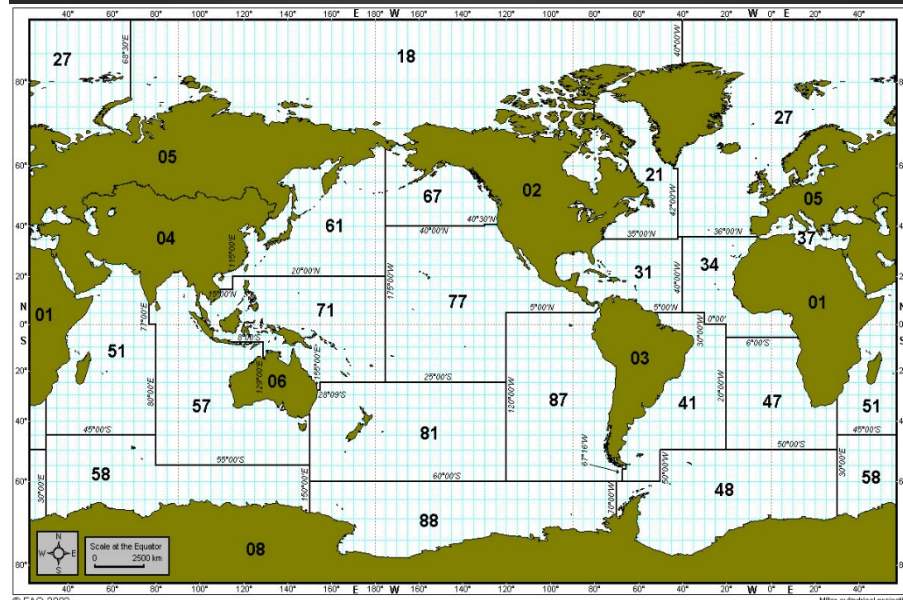 40° 60° 80° 100° 120° 140° 160° E 180° W 160° 140° 120° 100° 80° 60° 40° 20° W 0° E 20° 40°
68°30'E
40°00'W
27
18
80°
27
05
60°
02
21
67
05
42°00'W
61
04
40°
115°00'E
40°30'N
40°00'N
35°00'N
36°00'N
37
34
31
20°
20°00'N
15°00'N
175°00'W
40°00'W
77
71
01
N
S
0°
77°00'E
5°00'N
5°00'N
0°00'
01
30°00'W
6°00'S
51
8°00'S
155°00'E
129°00'E
06
03
20°
80°00'E
57
25°00'S
28°09'S
120°00'W
87
41
20°00'W
47
51
40°
81
45°00'S
45°00'S
50°00'S
55°00'S
67°16'W
58
50°00'W
30°00'E
58
60°
30°00'E
150°00'E
60°00'S
70°00'W
48
88
N
W E
S
Scale at the Equator
0 2500 km
08
80°
40° 60° 80° 100° 120° 140° 160° E 180° W 160° 140° 120° 100° 80° 60° 40° 20° W 0° E 20° 40°